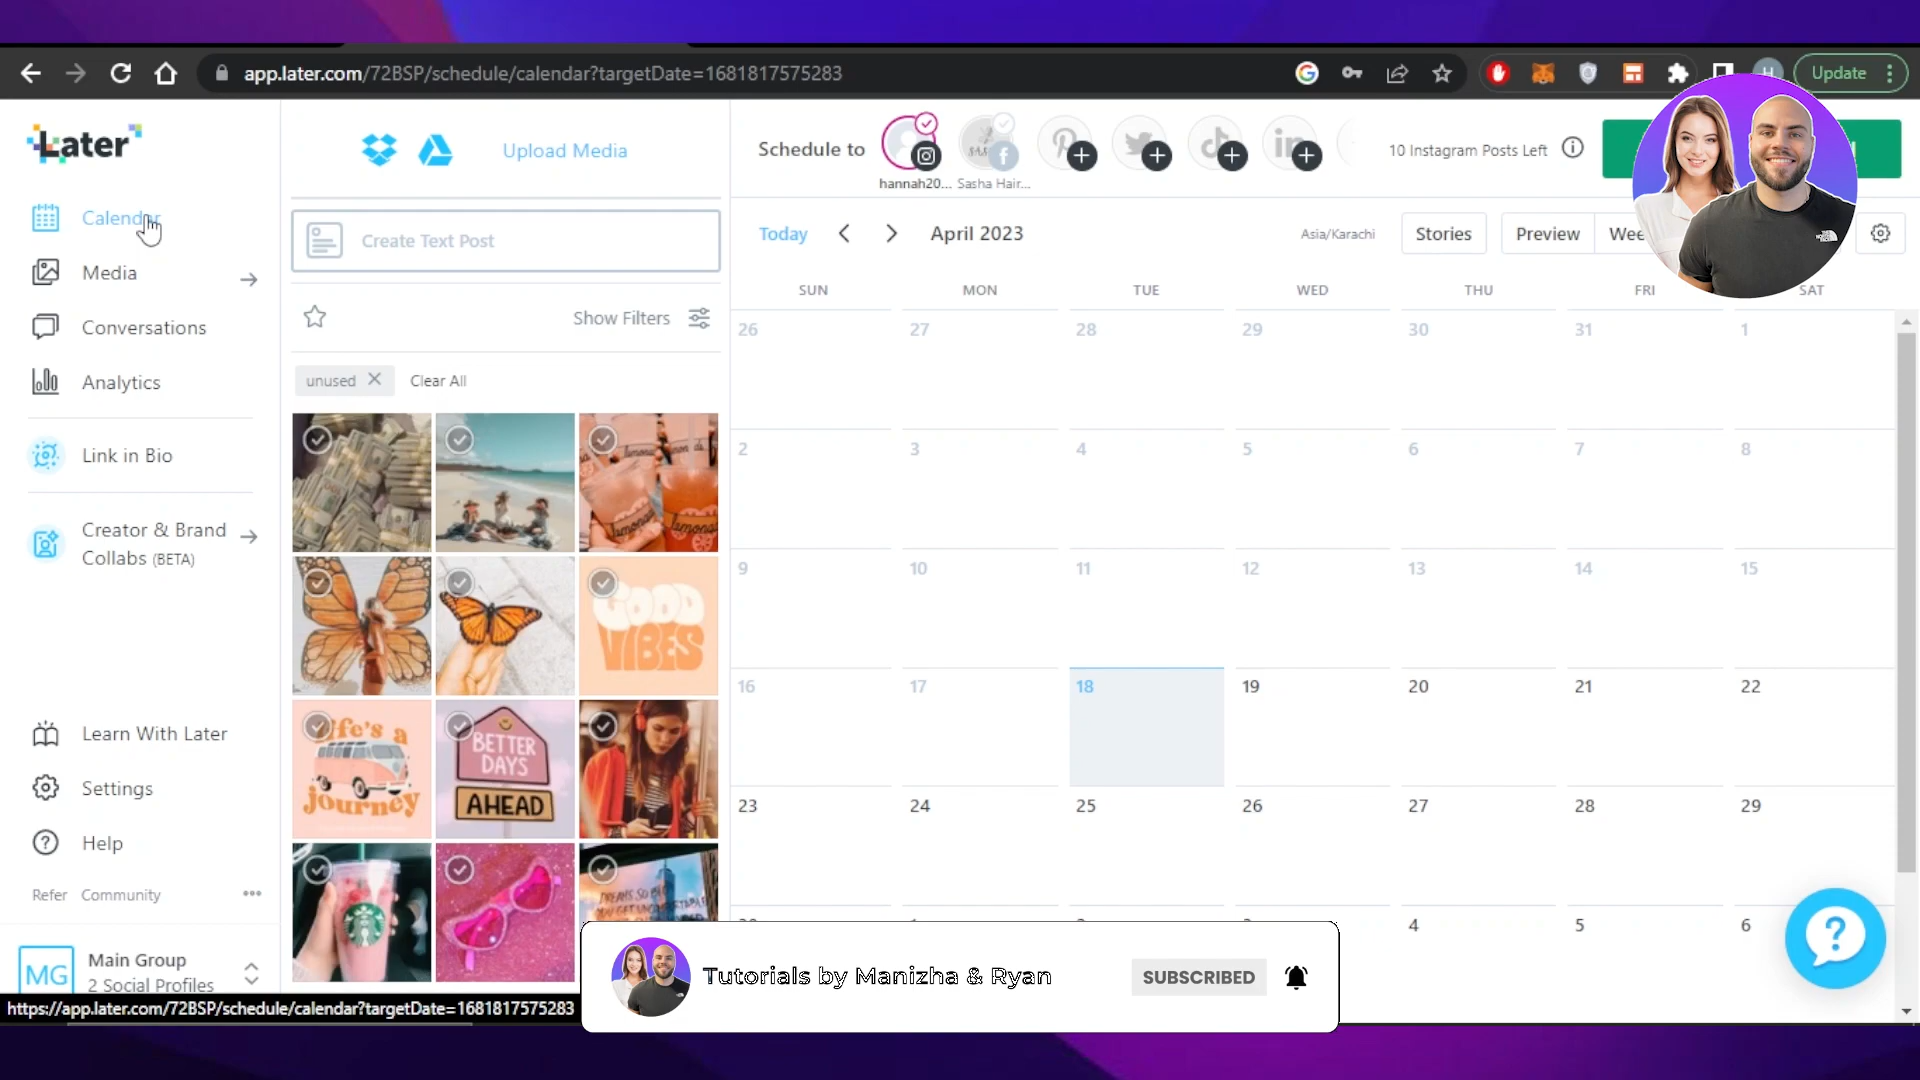 app.later.com/72BSP/schedule/calendar?targetDate=1681817575283
Update
Later
Calendar
Media
Conversations
Analytics
Link in Bio
Creator & Brand
Collabs (BETA)
Learn With Later
Settings
Help
Refer Community
MG
Main Group
2 Social Profiles
Upload Media
Create Text Post
Show Filters
unused
Clear All
lemonade
GOOD
VIBES
life's a
journey
BETTER
DAYS
AHEAD
Schedule to
hannah20...
Sasha Hair...
10 Instagram Posts Left
Today
April 2023
Asia/Karachi
Stories
Preview
SUN MON TUE WED THU FRI SAT
26 27 28 29 30 31 1
2 3 4 5 6 7 8
9 10 11 12 13 14 15
16 17 18 19 20 21 22
23 24 25 26 27 28 29
4 5 6
Tutorials by Manizha & Ryan
SUBSCRIBED
https://app.later.com/72BSP/schedule/calendar?targetDate=1681817575283